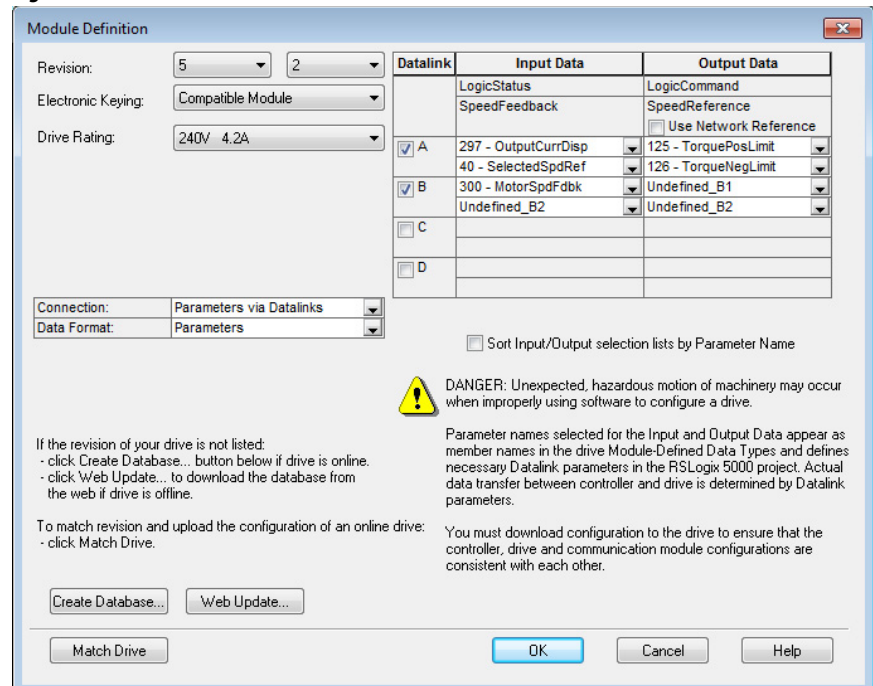 Module Definition
Revision: 5 2
Electronic Keying: Compatible Module
Drive Rating: 240V 4.2A
Datalink Input Data Output Data
LogicStatus LogicCommand
SpeedFeedback SpeedReference
Use Network Reference
A 297 - OutputCurrDisp 125 - TorquePosLimit
40 - SelectedSpdRef 126 - TorqueNegLimit
B 300 - MotorSpdFdbk Undefined_B1
Undefined_B2 Undefined_B2
C
D
Connection: Parameters via Datalinks
Data Format: Parameters
Sort Input/Output selection lists by Parameter Name
DANGER: Unexpected, hazardous motion of machinery may occur
when improperly using software to configure a drive.
If the revision of your drive is not listed:
- click Create Database... button below if drive is online.
- click Web Update... to download the database from
the web if drive is offline.
To match revision and upload the configuration of an online drive:
- click Match Drive.
Parameter names selected for the Input and Output Data appear as
member names in the drive Module-Defined Data Types and defines
necessary Datalink parameters in the RSLogix 5000 project. Actual
data transfer between controller and drive is determined by Datalink
parameters.
You must download configuration to the drive to ensure that the
controller, drive and communication module configurations are
consistent with each other.
Create Database... Web Update...
Match Drive OK Cancel Help